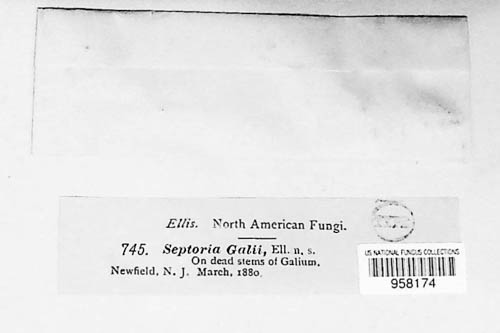 Ellis. North American Fungi.
745. Septoria Galii, Ell. n. s.
On dead stems of Galium.
Newfield, N. J. March, 1880.
US NATIONAL FUNGUS COLLECTIONS
958174